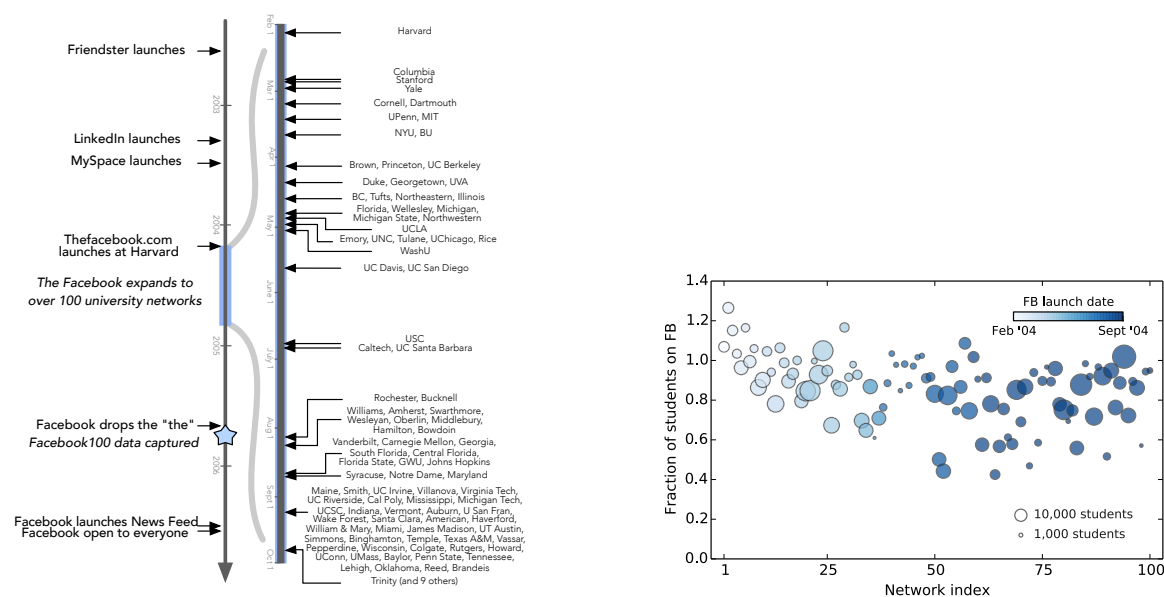 Friendster launches
2003
LinkedIn launches
MySpace launches
2004
Thefacebook.com
launches at Harvard
The Facebook expands to
over 100 university networks
2005
Facebook drops the "the"
Facebook100 data captured
2006
Facebook launches News Feed
Facebook open to everyone
Feb 1
Mar 1
Apr 1
May 1
June 1
July 1
Aug 1
Sept 1
Oct 1
Harvard
Columbia
Stanford
Yale
Cornell, Dartmouth
UPenn, MIT
NYU, BU
Brown, Princeton, UC Berkeley
Duke, Georgetown, UVA
BC, Tufts, Northeastern, Illinois
Florida, Wellesley, Michigan,
Michigan State, Northwestern
UCLA
Emory, UNC, Tulane, UChicago, Rice
WashU
UC Davis, UC San Diego
USC
Caltech, UC Santa Barbara
Rochester, Bucknell
Williams, Amherst, Swarthmore,
Wesleyan, Oberlin, Middlebury,
Hamilton, Bowdoin
Vanderbilt, Carnegie Mellon, Georgia,
South Florida, Central Florida,
Florida State, GWU, Johns Hopkins
Syracuse, Notre Dame, Maryland
Maine, Smith, UC Irvine, Villanova, Virginia Tech,
UC Riverside, Cal Poly, Mississippi, Michigan Tech,
UCSC, Indiana, Vermont, Auburn, U San Fran,
Wake Forest, Santa Clara, American, Haverford,
William & Mary, Miami, James Madison, UT Austin,
Simmons, Binghamton, Temple, Texas A&M, Vassar,
Pepperdine, Wisconsin, Colgate, Rutgers, Howard,
UConn, UMass, Baylor, Penn State, Tennessee,
Lehigh, Oklahoma, Reed, Brandeis
Trinity (and 9 others)
Fraction of students on FB
1.4
1.2
1.0
0.8
0.6
0.4
0.2
0.0
FB launch date
Feb '04 Sept '04
10,000 students
1,000 students
1 25 50 75 100
Network index